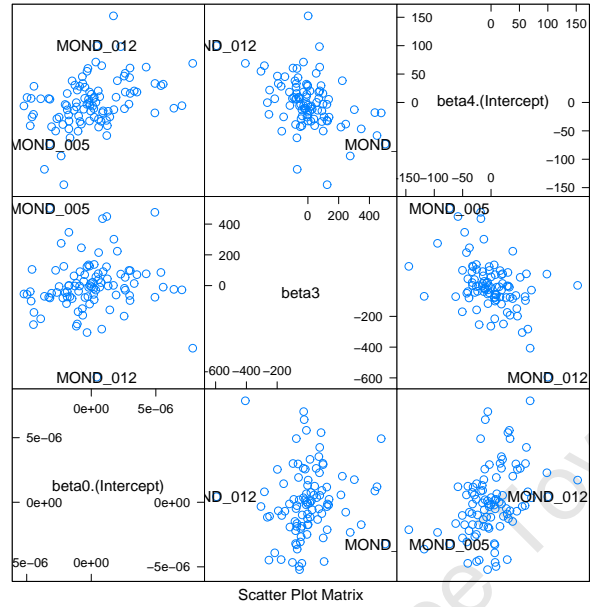 MOND_012
MOND_005
ND_012
MOND_
0 50 100 150
150
100
50
0
beta4.(Intercept)
0
−50
−100
−150
150−100 −50 0
MOND_005
MOND_012
0 200 400
400
200
0
beta3
−200
−400
−600
−600 −400 −200
MOND_005
MOND_012
0e+00 5e−06
5e−06
0e+00
beta0.(Intercept)
0e+00
−5e−06
5e−06 0e+00
ND_012
MOND_
MOND_012
MOND_005
Scatter Plot Matrix